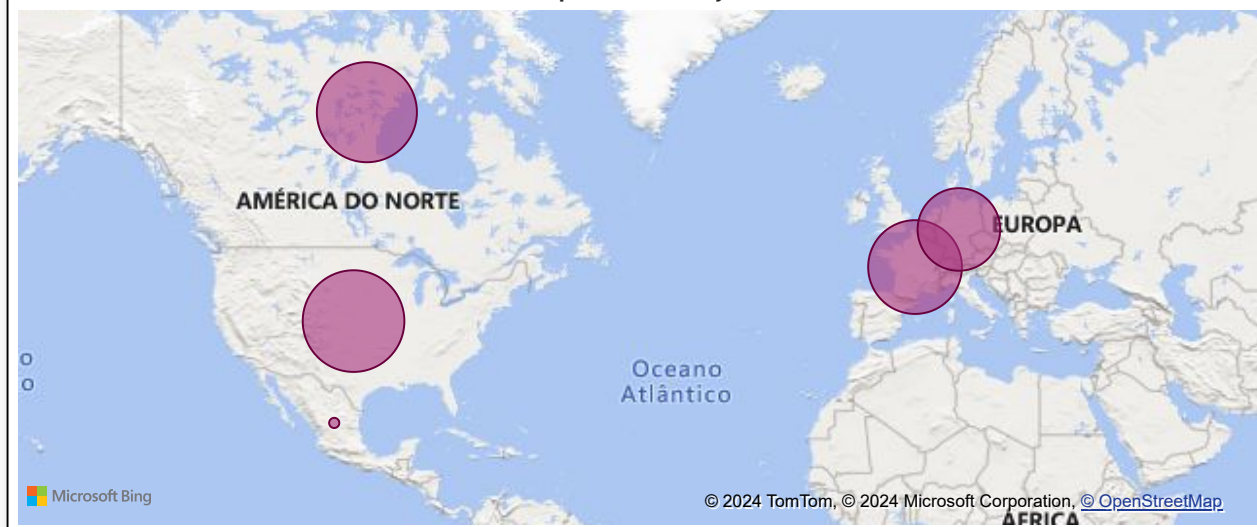 AMÉRICA DO NORTE
EUROPA
O
O
Oceano
Atlântico
Microsoft Bing
© 2024 TomTom, © 2024 Microsoft Corporation, © OpenStreetMap
ÁFRICA